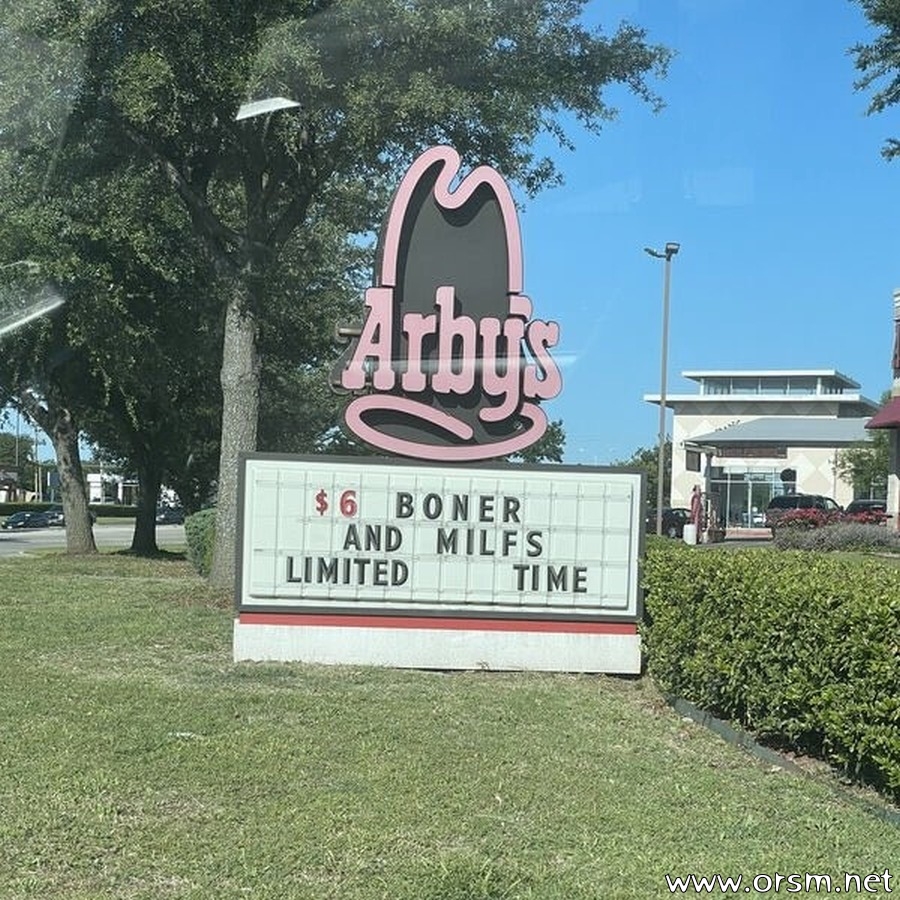 Arby's
$6 BONER
AND MILFS
LIMITED TIME
www.orsm.net